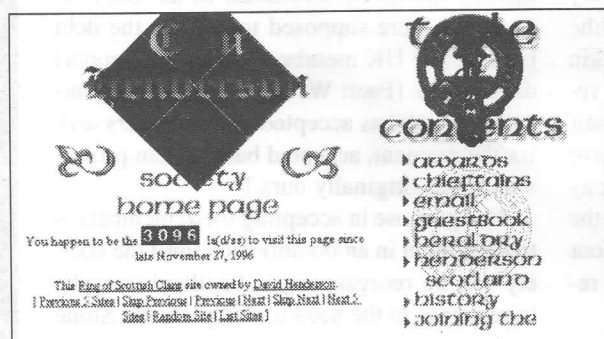 Clan
Henderson
society
home page
You happen to be the 3096 la(d/ss) to visit this page since
late November 27, 1996
This Ring of Scottish Clans site owned by David Henderson
[ Previous 5 Sites | Skip Previous | Previous | Next | Skip Next | Next 5
Sites | Random Site | List Sites ]
table
contents
awards
chieftains
email
guestbook
heraldry
henderson
scotland
history
joining the